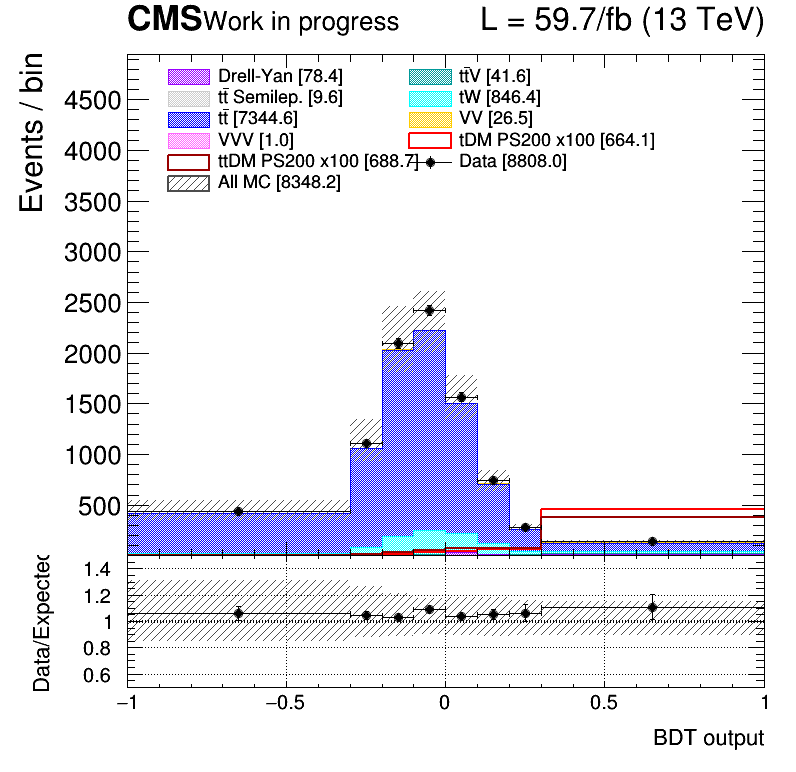 CMS Work in progress L = 59.7/fb (13 TeV)
Events / bin
Drell-Yan [78.4] tt̄V [41.6]
tt̄ Semilep. [9.6] tW [846.4]
tt̄ [7344.6] VV [26.5]
VVV [1.0] tDM PS200 x100 [664.1]
ttDM PS200 x100 [688.7] Data [8808.0]
All MC [8348.2]
4500
4000
3500
3000
2500
2000
1500
1000
500
Data/Expected
1.4
1.2
1
0.8
0.6
−1 −0.5 0 0.5 1
BDT output